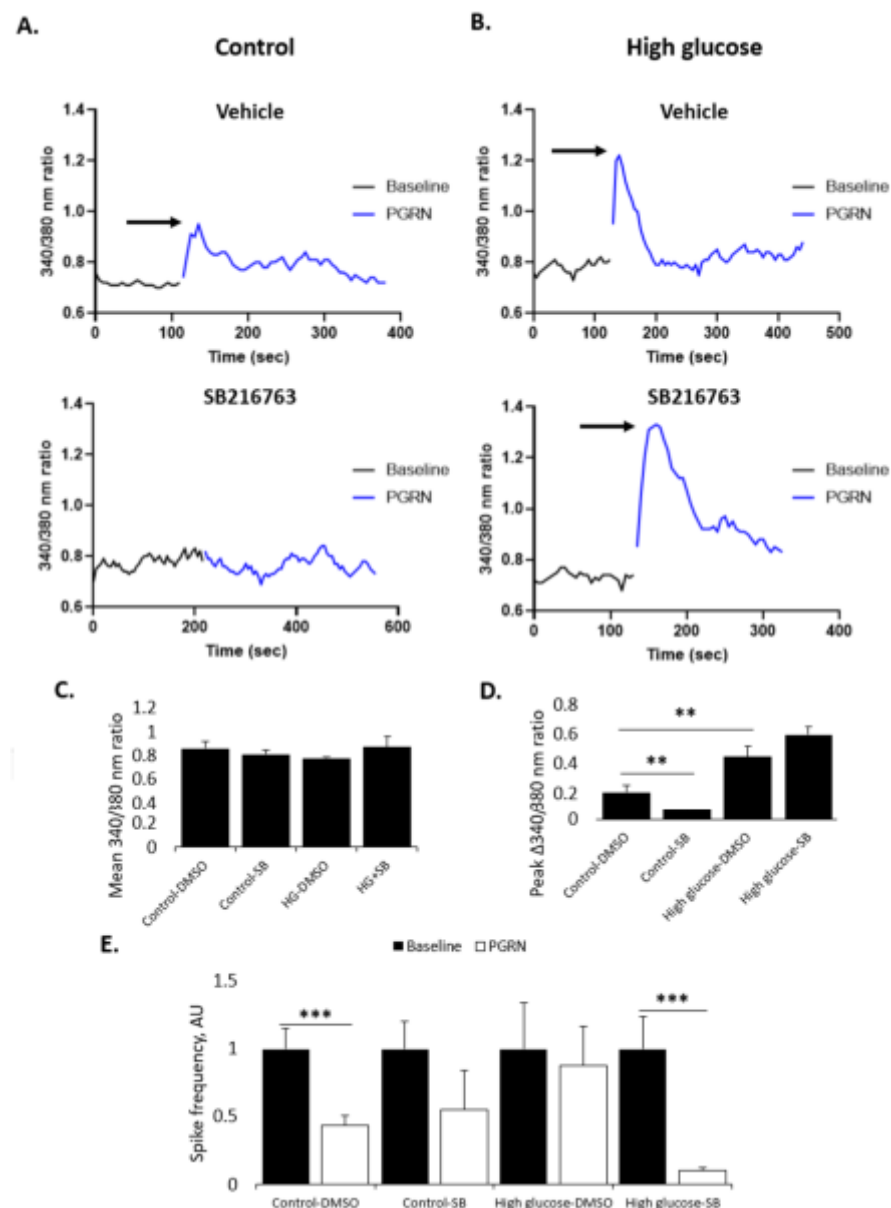 A.
Control
Vehicle
340/380 nm ratio
1.4
1.2
1.0
0.8
0.6
0
100
200
300
400
Time (sec)
Baseline
PGRN
SB216763
340/380 nm ratio
1.4
1.2
1.0
0.8
0.6
0
200
400
600
Time (sec)
Baseline
PGRN
B.
High glucose
Vehicle
340/380 nm ratio
1.4
1.2
1.0
0.8
0.6
0
100
200
300
400
500
Time (sec)
Baseline
PGRN
SB216763
340/380 nm ratio
1.4
1.2
1.0
0.8
0.6
0
100
200
300
400
Time (sec)
Baseline
PGRN
C.
Mean 340/380 nm ratio
1.2
1
0.8
0.6
0.4
0.2
0
Control-DMSO
Control-SB
HG-DMSO
HG+SB
D.
Peak Δ340/380 nm ratio
0.8
0.6
0.4
0.2
0
**
**
Control-DMSO
Control-SB
High glucose-DMSO
High glucose-SB
E.
Baseline
PGRN
Spike frequency, AU
1.5
1
0.5
0
***
***
Control-DMSO
Control-SB
High glucose-DMSO
High glucose-SB